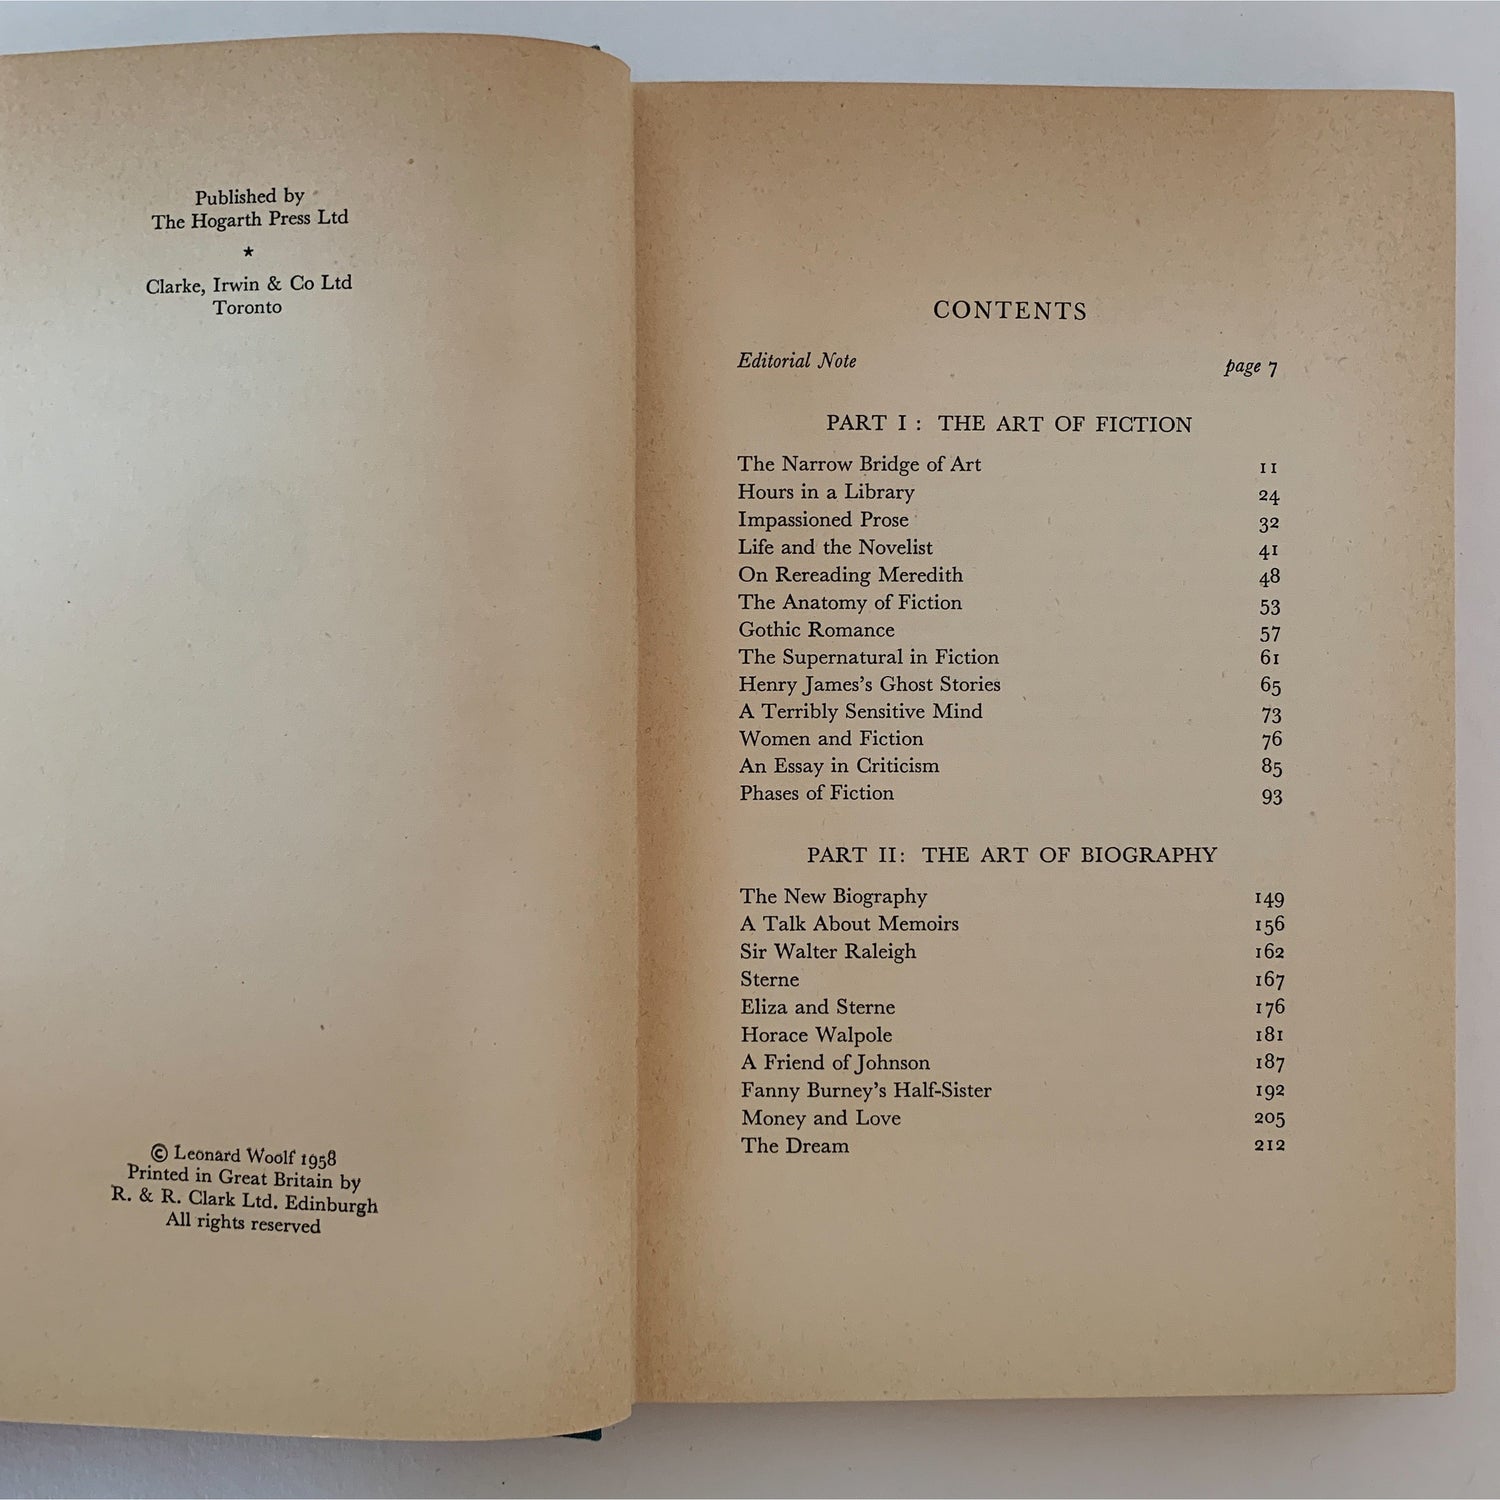 Published by
The Hogarth Press Ltd
*
Clarke, Irwin & Co Ltd
Toronto
© Leonard Woolf 1958
Printed in Great Britain by
R. & R. Clark Ltd. Edinburgh
All rights reserved
CONTENTS
Editorial Note page 7
PART I : THE ART OF FICTION
The Narrow Bridge of Art 11
Hours in a Library 24
Impassioned Prose 32
Life and the Novelist 41
On Rereading Meredith 48
The Anatomy of Fiction 53
Gothic Romance 57
The Supernatural in Fiction 61
Henry James's Ghost Stories 65
A Terribly Sensitive Mind 73
Women and Fiction 76
An Essay in Criticism 85
Phases of Fiction 93
PART II: THE ART OF BIOGRAPHY
The New Biography 149
A Talk About Memoirs 156
Sir Walter Raleigh 162
Sterne 167
Eliza and Sterne 176
Horace Walpole 181
A Friend of Johnson 187
Fanny Burney's Half-Sister 192
Money and Love 205
The Dream 212